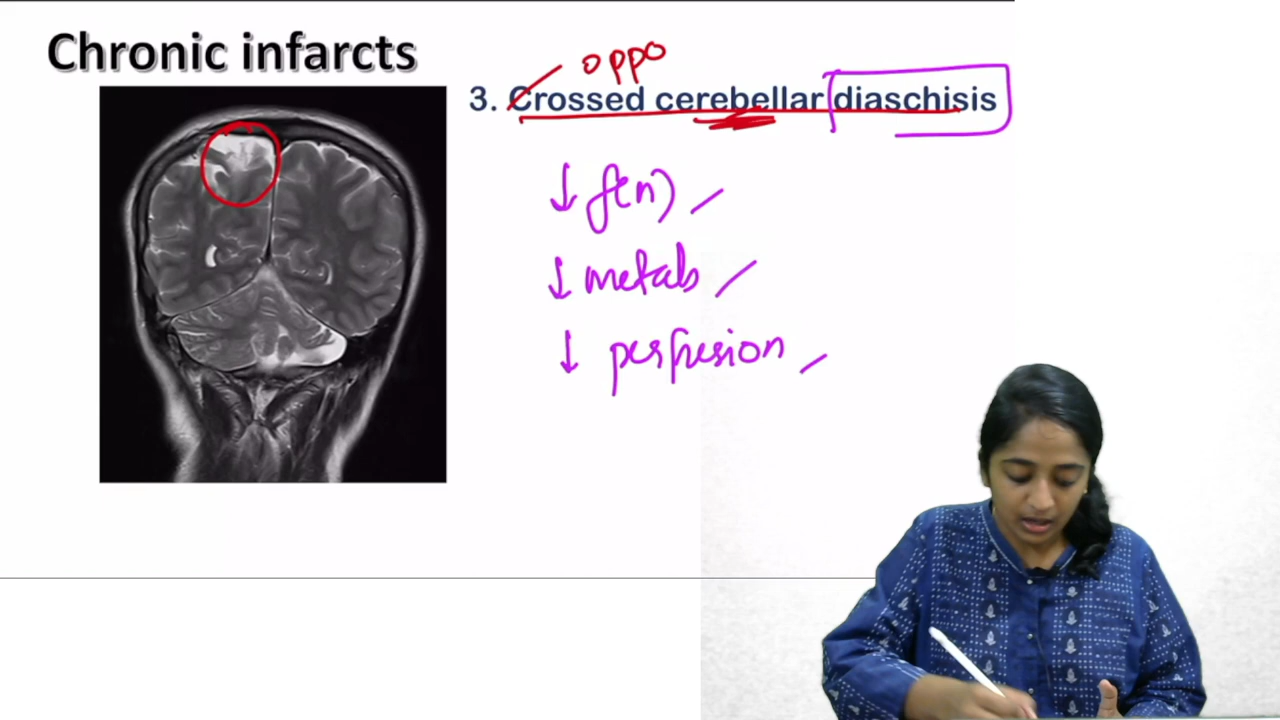 Chronic infarcts
oppo
3. Crossed cerebellar diaschisis
↓ f(n)
↓ metab
↓ perfusion